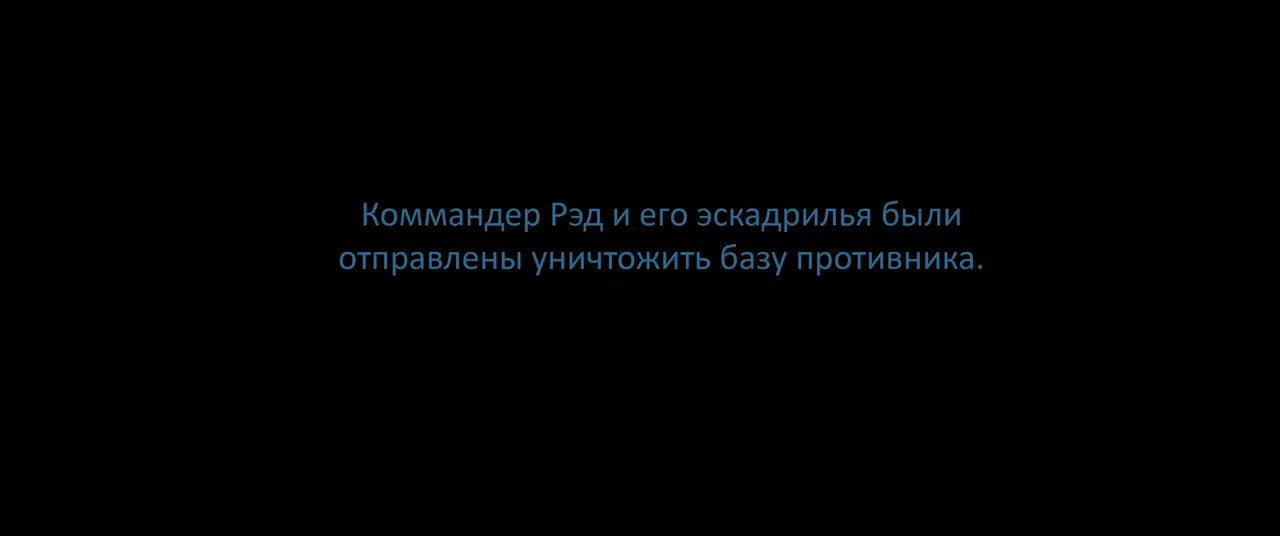 Коммандер Рэд и его эскадрилья были
отправлены уничтожить базу противника.